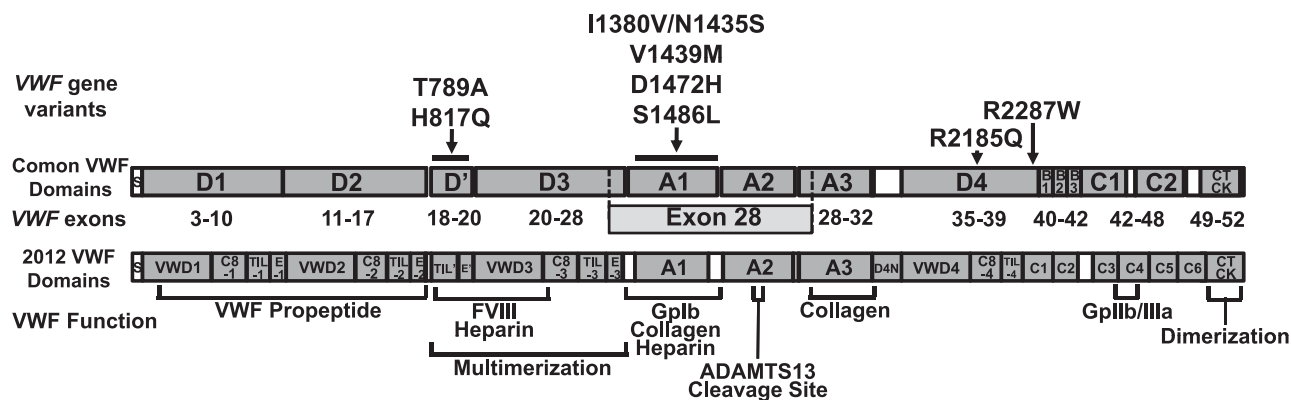 I1380V/N1435S
V1439M
D1472H
S1486L
VWF gene
variants
T789A
H817Q
R2287W
R2185Q
Comon VWF
Domains
S D1 D2 D' D3 A1 A2 A3 D4 B1 B2 B3 C1 C2 CT CK
VWF exons 3-10 11-17 18-20 20-28 Exon 28 28-32 35-39 40-42 42-48 49-52
2012 VWF
Domains
S VWD1 C8-1 TIL-1 E-1 VWD2 C8-2 TIL-2 E-2 TIL' E' VWD3 C8-3 TIL-3 E-3 A1 A2 A3 D4N VWD4 C8-4 TIL-4 C1 C2 C3 C4 C5 C6 CT CK
VWF Function
VWF Propeptide
FVIII
Heparin
Multimerization
GpIb
Collagen
Heparin
ADAMTS13
Cleavage Site
Collagen
GpIIb/IIIa
Dimerization